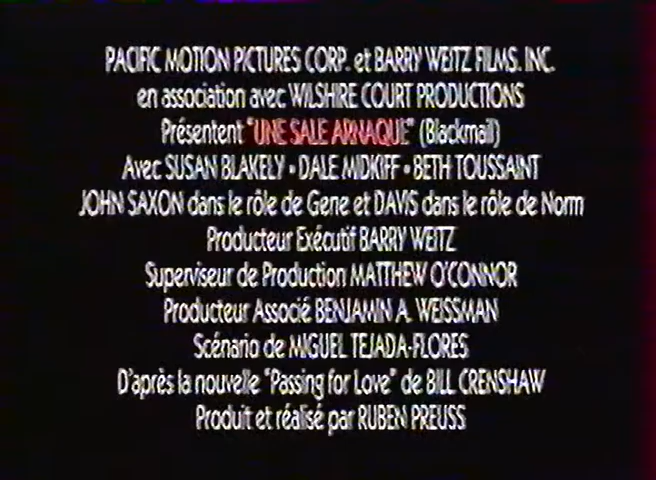 PACIFIC MOTION PICTURES CORP. et BARRY WEITZ FILMS. INC.
en association avec WILSHIRE COURT PRODUCTIONS
Présentent "UNE SALE ARNAQUE" (Blackmail)
Avec SUSAN BLAKELY • DALE MIDKIFF • BETH TOUSSAINT
JOHN SAXON dans le rôle de Gene et DAVIS dans le rôle de Norm
Producteur Exécutif BARRY WEITZ
Superviseur de Production MATTHEW O'CONNOR
Producteur Associé BENJAMIN A. WEISSMAN
Scénario de MIGUEL TEJADA-FLORES
D'après la nouvelle "Passing for Love" de BILL CRENSHAW
Produit et réalisé par RUBEN PREUSS